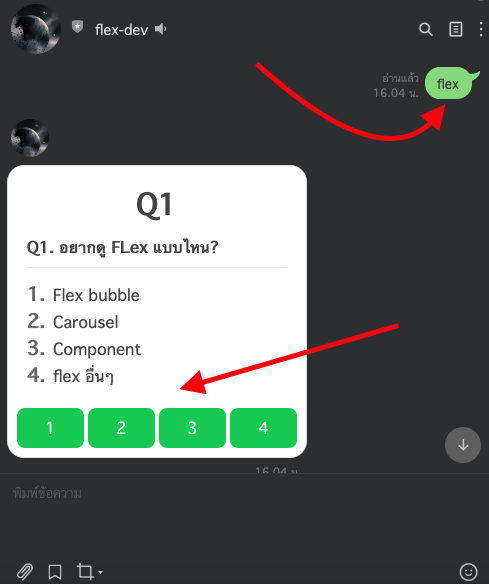 flex-dev
อ่านแล้ว
16.04 น.
flex
Q1
Q1. อยากดู FLex แบบไหน?
1. Flex bubble
2. Carousel
3. Component
4. flex อื่นๆ
1 2 3 4
16.04 น.
พิมพ์ข้อความ